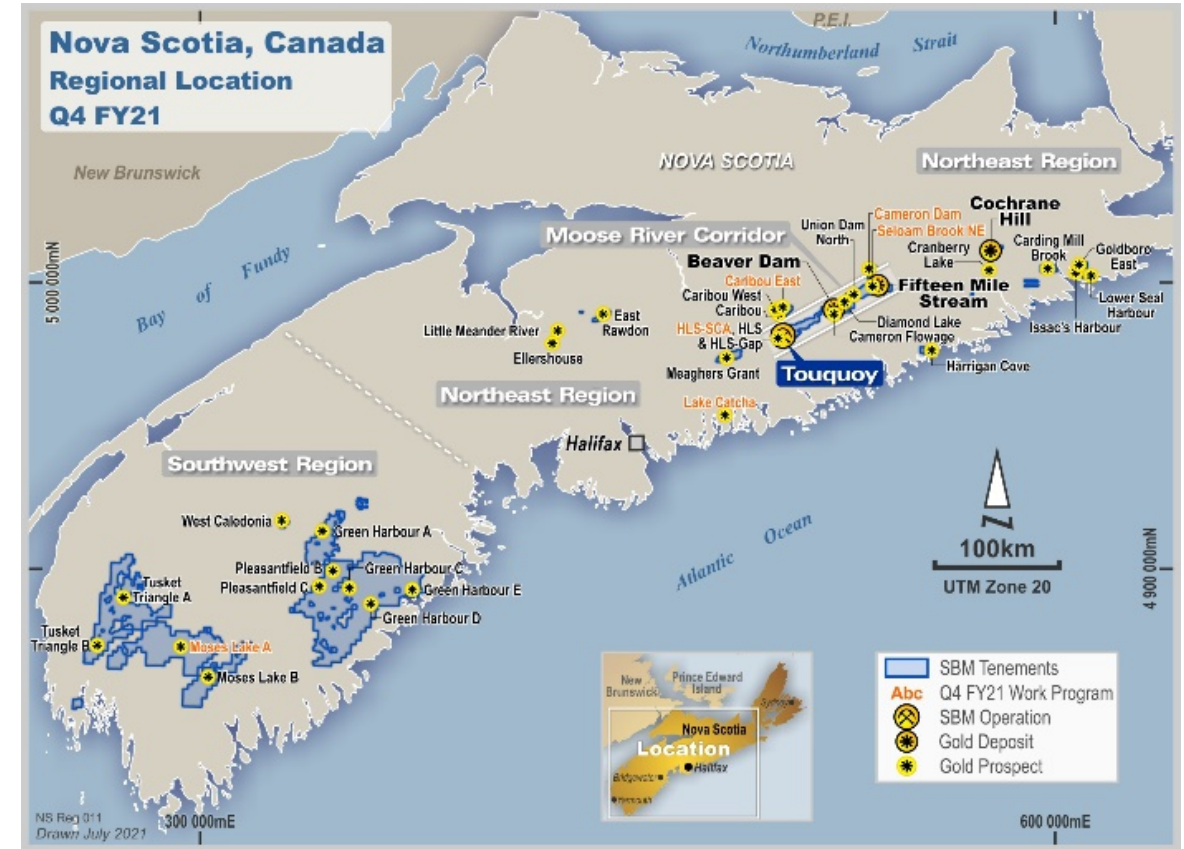 Nova Scotia, Canada
Regional Location
Q4 FY21
P.E.I.
Northumberland Strait
New Brunswick
NOVA SCOTIA
Northeast Region
Bay of Fundy
5 000 000mN
Moose River Corridor
Union Dam
North
Cameron Dam
Seloam Brook NE
Cochrane
Hill
Cranberry
Lake
Carding Mill
Brook
Goldboro
East
Beaver Dam
Caribou East
Caribou West
Caribou
Fifteen Mile
Stream
Lower Seal
Harbour
Issac's Harbour
Diamond Lake
Cameron Flowage
HLS-SCA, HLS
& HLS-Gap
East
Rawdon
Little Meander River
Ellershouse
Meaghers Grant
Touquoy
Harrigan Cove
Northeast Region
Lake Catcha
Halifax
Southwest Region
West Caledonia
Green Harbour A
Pleasantfield B
Green Harbour C
Pleasantfield C
Green Harbour E
Green Harbour D
Tusket
Triangle A
Tusket
Triangle B
Moses Lake A
Moses Lake B
Atlantic Ocean
N
100km
UTM Zone 20
4 900 000mN
New
Brunswick
Prince Edward
Island
Sydney
Nova Scotia
Location
Halifax
Bridgewater
Yarmouth
SBM Tenements
Abc Q4 FY21 Work Program
SBM Operation
Gold Deposit
Gold Prospect
NS Reg 011
Drawn July 2021
300 000mE
600 000mE